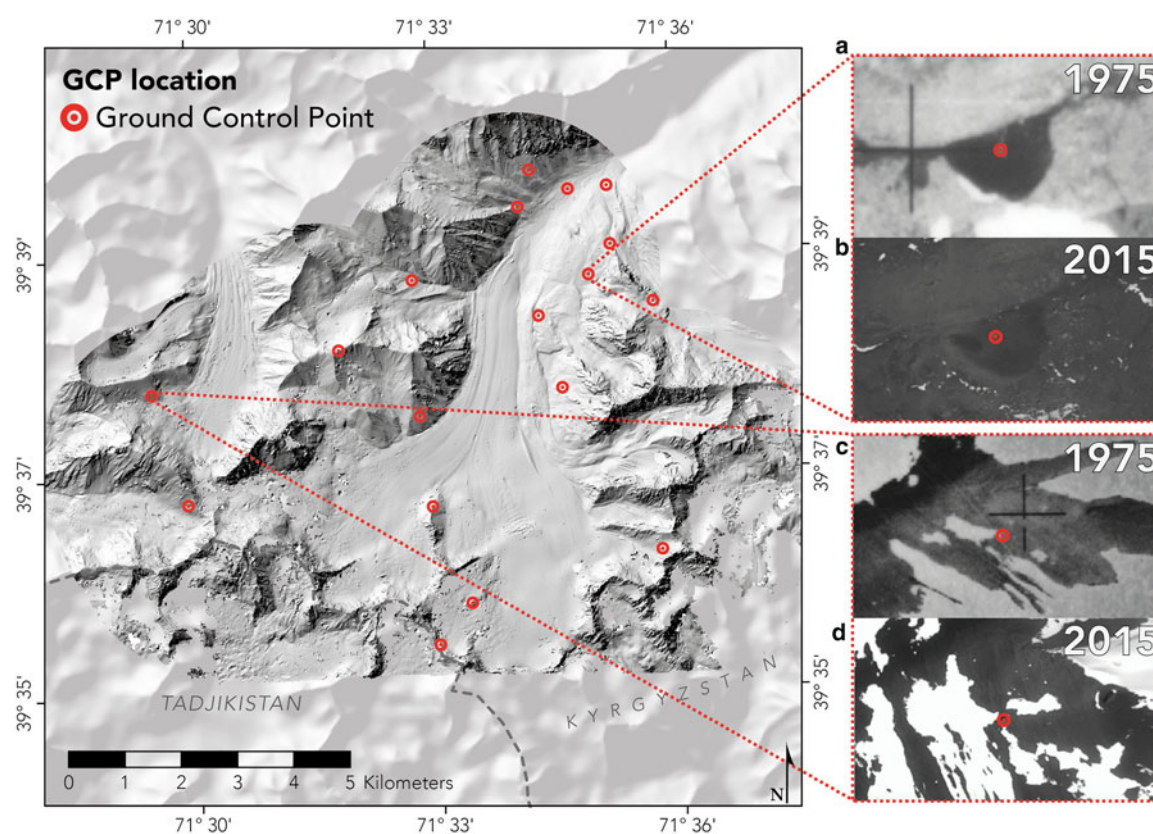 71° 30' 71° 33' 71° 36'
GCP location
Ground Control Point
39° 39'
39° 37'
39° 35'
39° 39'
39° 37'
39° 35'
TADJIKISTAN
KYRGYZSTAN
0 1 2 3 4 5 Kilometers
N
71° 30' 71° 33' 71° 36'
a
1975
b
2015
c
1975
d
2015